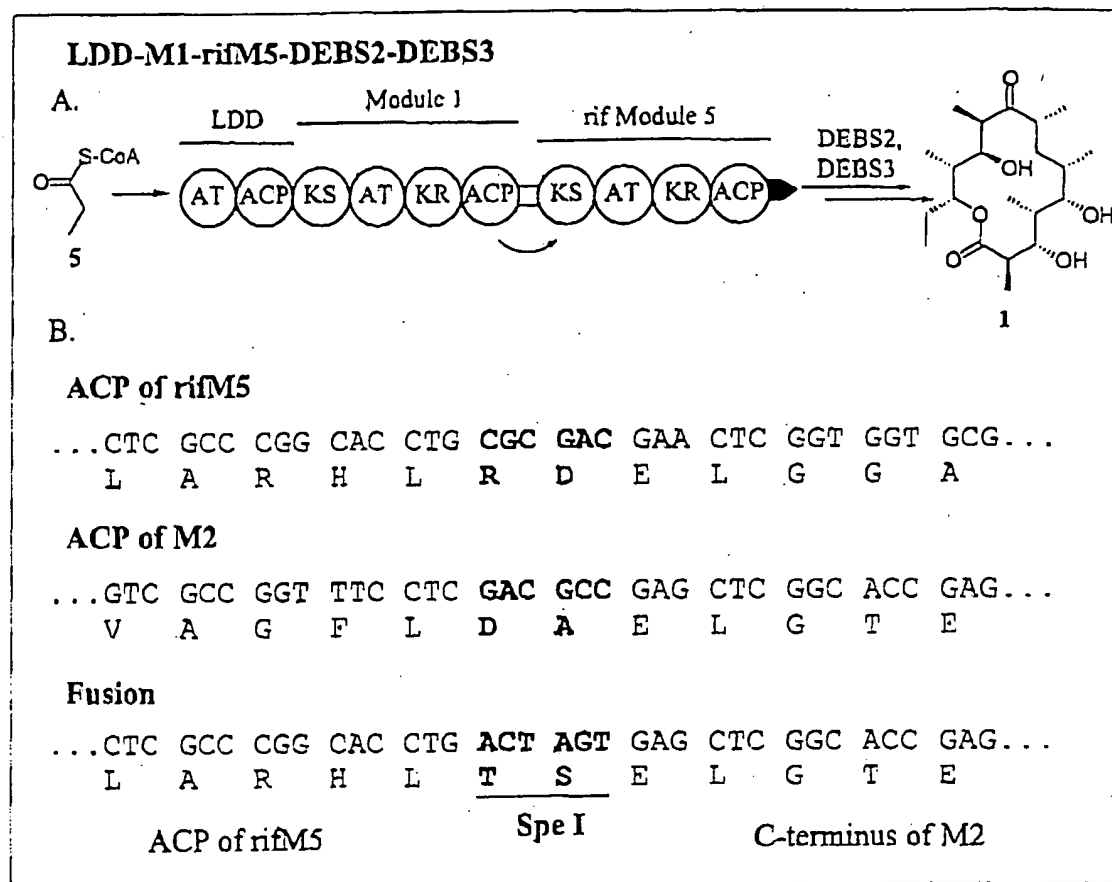 LDD-M1-rifM5-DEBS2-DEBS3
A.
LDD
Module 1
rif Module 5
S-CoA
O
5
AT ACP KS AT KR ACP KS AT KR ACP
DEBS2,
DEBS3
O
OH
O
O
OH
OH
1
B.
ACP of rifM5
...CTC GCC CGG CAC CTG CGC GAC GAA CTC GGT GGT GCG...
L A R H L R D E L G G A
ACP of M2
...GTC GCC GGT TTC CTC GAC GCC GAG CTC GGC ACC GAG...
V A G F L D A E L G T E
Fusion
...CTC GCC CGG CAC CTG ACT AGT GAG CTC GGC ACC GAG...
L A R H L T S E L G T E
Spe I
ACP of rifM5
C-terminus of M2